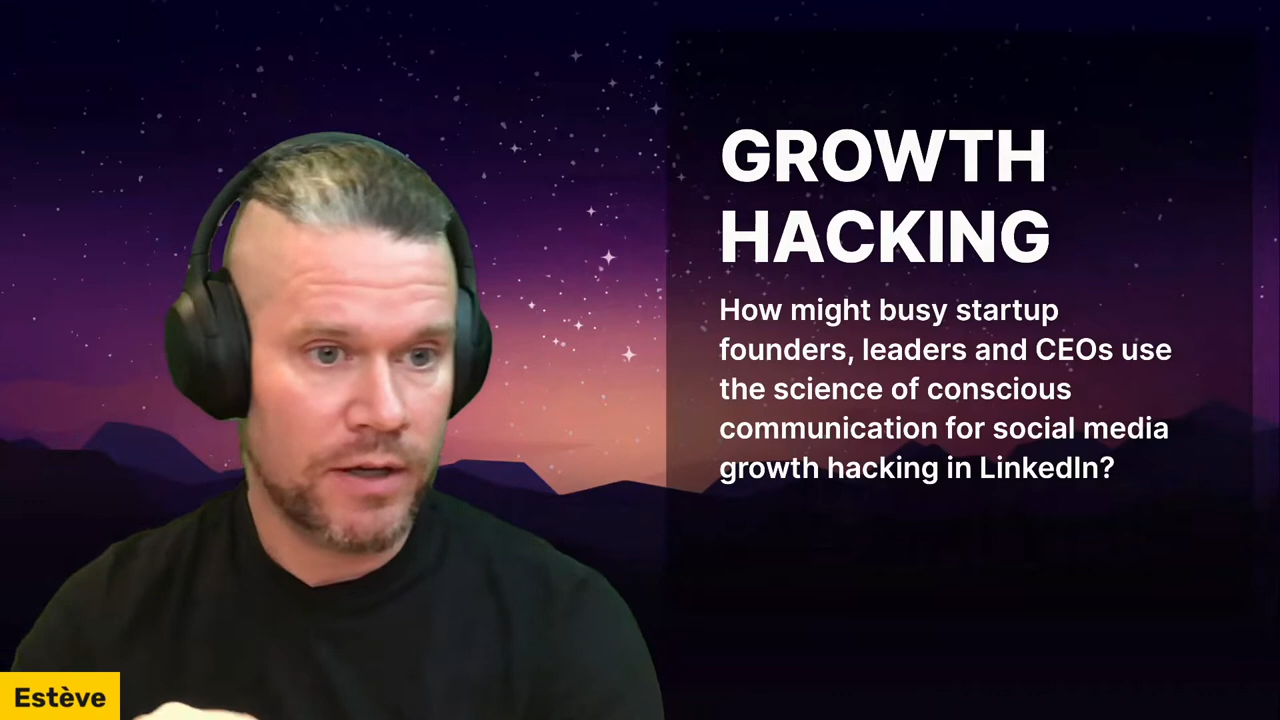 GROWTH
HACKING
How might busy startup
founders, leaders and CEOs use
the science of conscious
communication for social media
growth hacking in LinkedIn?
Estève